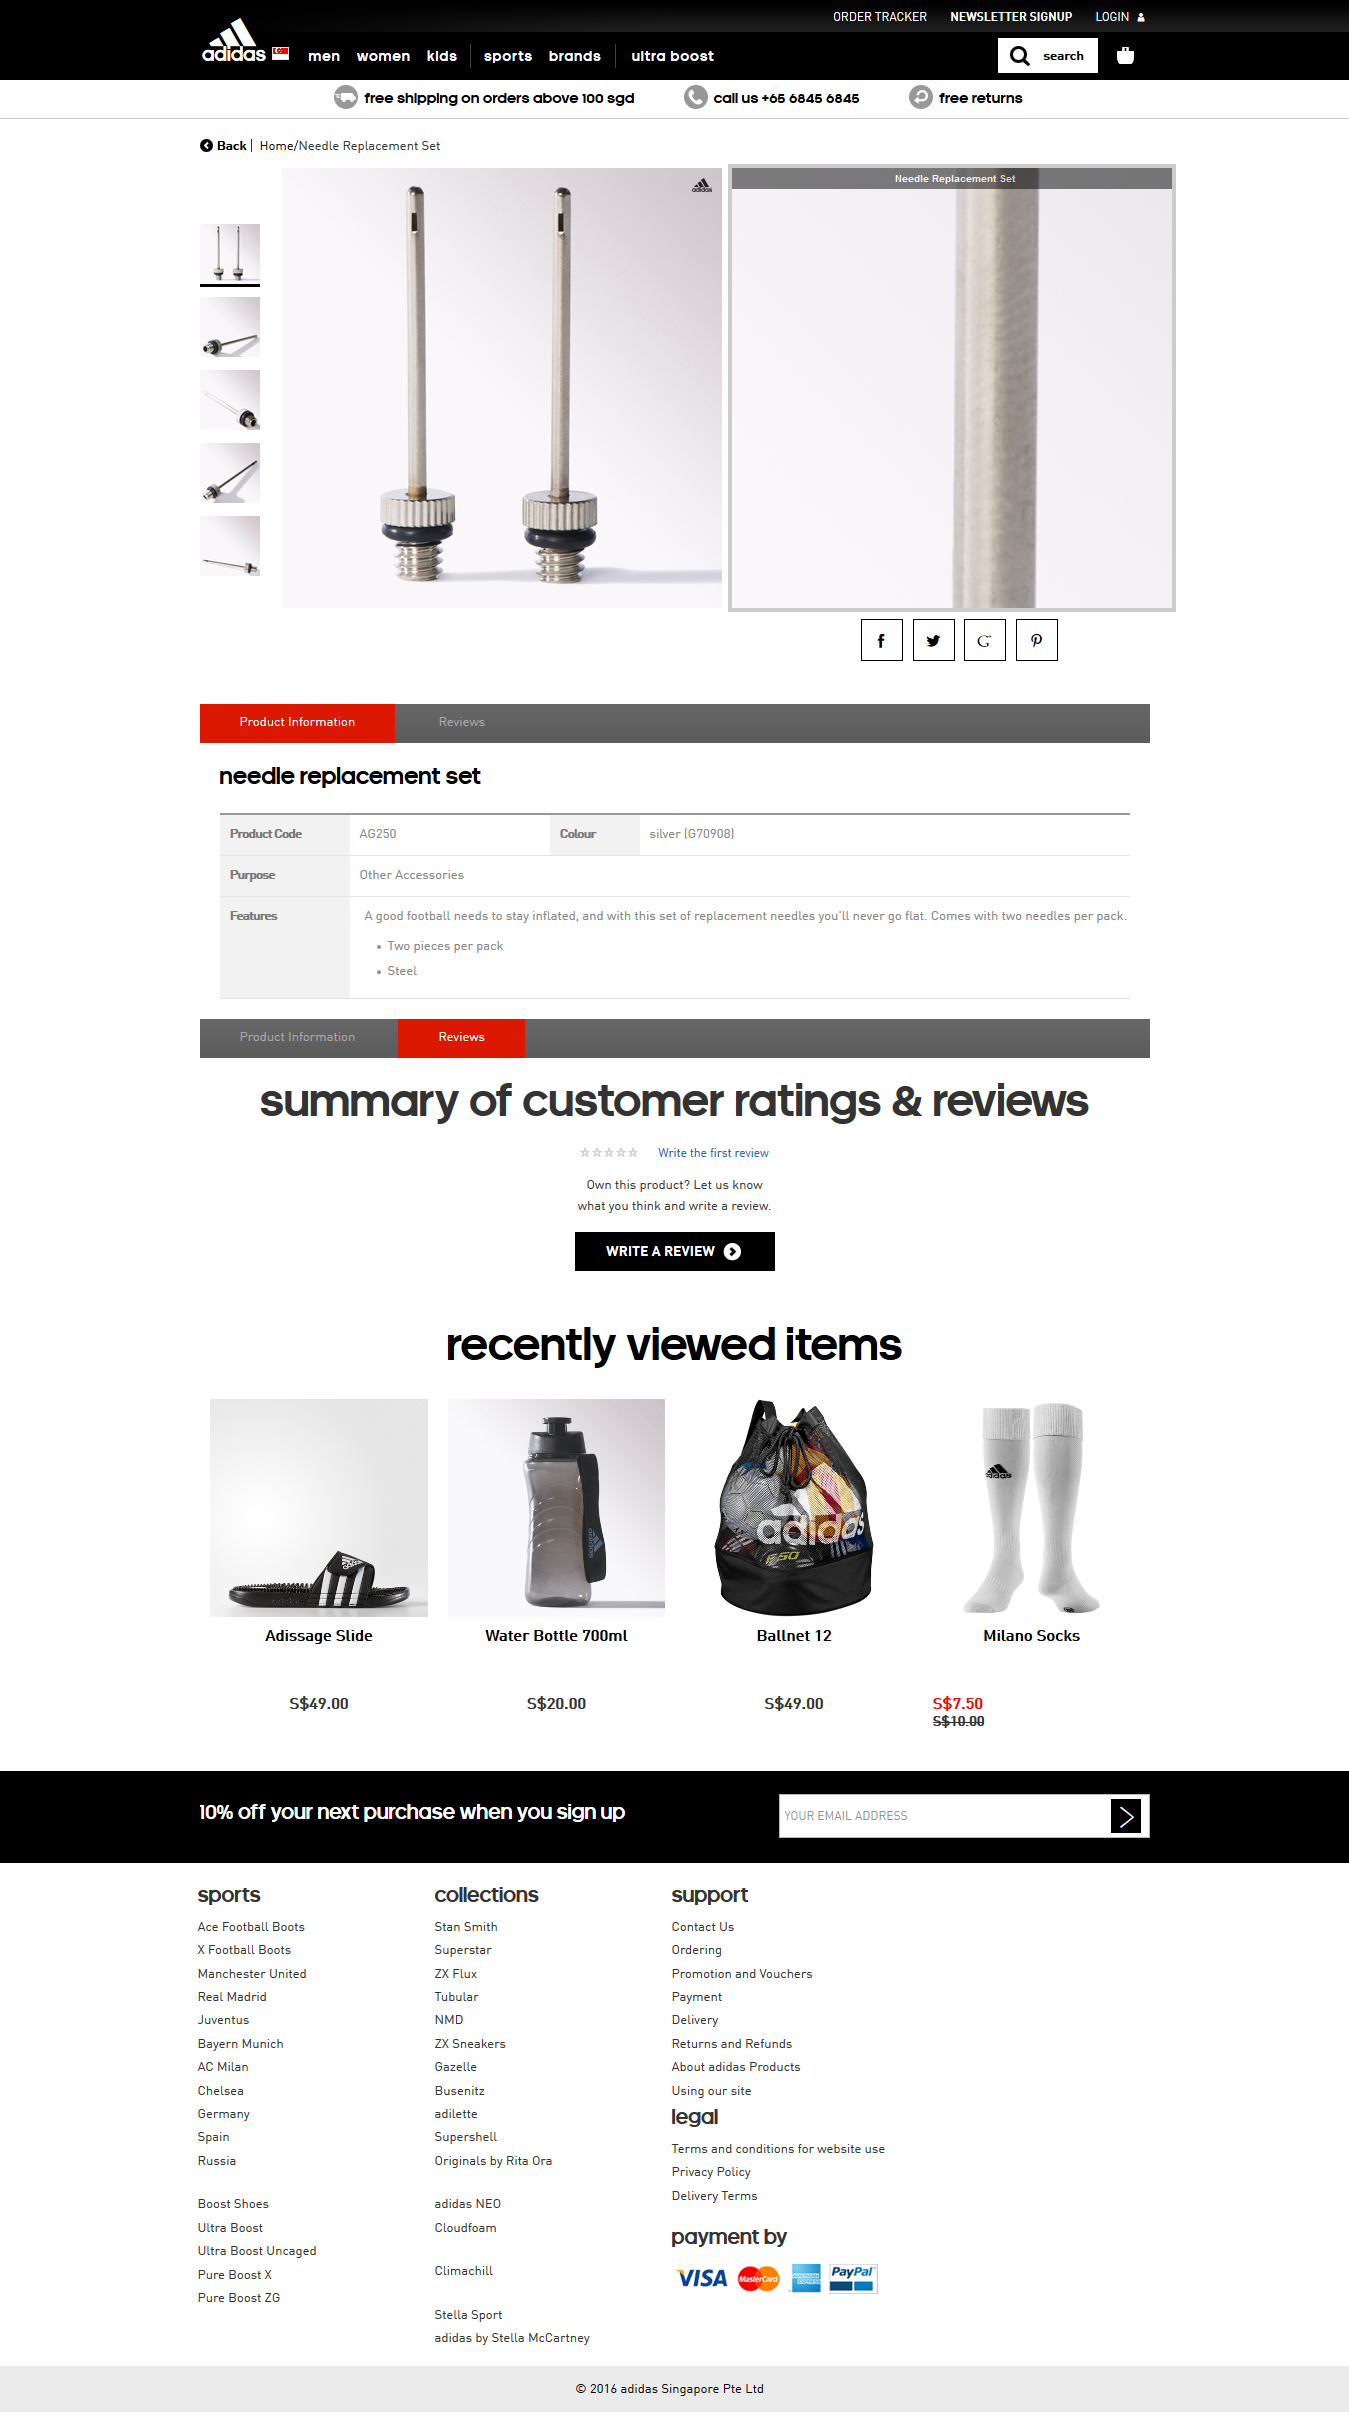 ORDER TRACKER NEWSLETTER SIGNUP LOGIN
adidas men women kids sports brands ultra boost search
free shipping on orders above 100 sgd call us +65 6845 6845 free returns
Back Home/Needle Replacement Set
adidas
Needle Replacement Set
Product Information Reviews
needle replacement set
Product Code AG250 Colour silver (G70908)
Purpose Other Accessories
Features A good football needs to stay inflated, and with this set of replacement needles you'll never go flat. Comes with two needles per pack.
• Two pieces per pack
• Steel
Product Information Reviews
summary of customer ratings & reviews
Write the first review
Own this product? Let us know
what you think and write a review.
WRITE A REVIEW
recently viewed items
adidas
adidas
adidas
F50
Adissage Slide Water Bottle 700ml Ballnet 12 Milano Socks
S$49.00 S$20.00 S$49.00 S$7.50
S$10.00
10% off your next purchase when you sign up YOUR EMAIL ADDRESS
sports
Ace Football Boots
X Football Boots
Manchester United
Real Madrid
Juventus
Bayern Munich
AC Milan
Chelsea
Germany
Spain
Russia
Boost Shoes
Ultra Boost
Ultra Boost Uncaged
Pure Boost X
Pure Boost ZG
collections
Stan Smith
Superstar
ZX Flux
Tubular
NMD
ZX Sneakers
Gazelle
Busenitz
adilette
Supershell
Originals by Rita Ora
adidas NEO
Cloudfoam
Climachill
Stella Sport
adidas by Stella McCartney
support
Contact Us
Ordering
Promotion and Vouchers
Payment
Delivery
Returns and Refunds
About adidas Products
Using our site
legal
Terms and conditions for website use
Privacy Policy
Delivery Terms
payment by
VISA MasterCard AMERICAN EXPRESS PayPal
© 2016 adidas Singapore Pte Ltd